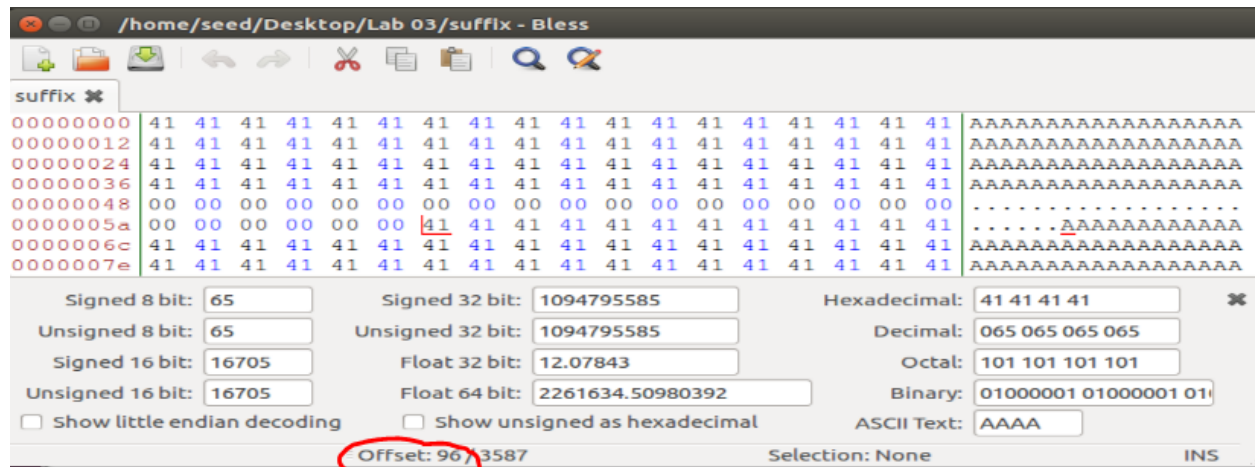 /home/seed/Desktop/Lab 03/suffix - Bless
suffix
00000000 41 41 41 41 41 41 41 41 41 41 41 41 41 41 41 41 41 41 AAAAAAAAAAAAAAAAAA
00000012 41 41 41 41 41 41 41 41 41 41 41 41 41 41 41 41 41 41 AAAAAAAAAAAAAAAAAA
00000024 41 41 41 41 41 41 41 41 41 41 41 41 41 41 41 41 41 41 AAAAAAAAAAAAAAAAAA
00000036 41 41 41 41 41 41 41 41 41 41 41 41 41 41 41 41 41 41 AAAAAAAAAAAAAAAAAA
00000048 00 00 00 00 00 00 00 00 00 00 00 00 00 00 00 00 00 00 ..................
0000005a 00 00 00 00 00 00 41 41 41 41 41 41 41 41 41 41 41 41 ......AAAAAAAAAAAA
0000006c 41 41 41 41 41 41 41 41 41 41 41 41 41 41 41 41 41 41 AAAAAAAAAAAAAAAAAA
0000007e 41 41 41 41 41 41 41 41 41 41 41 41 41 41 41 41 41 41 AAAAAAAAAAAAAAAAAA
Signed 8 bit: 65 Signed 32 bit: 1094795585 Hexadecimal: 41 41 41 41
Unsigned 8 bit: 65 Unsigned 32 bit: 1094795585 Decimal: 065 065 065 065
Signed 16 bit: 16705 Float 32 bit: 12.07843 Octal: 101 101 101 101
Unsigned 16 bit: 16705 Float 64 bit: 2261634.50980392 Binary: 01000001 01000001 01
Show little endian decoding Show unsigned as hexadecimal ASCII Text: AAAA
Offset: 96 / 3587 Selection: None INS